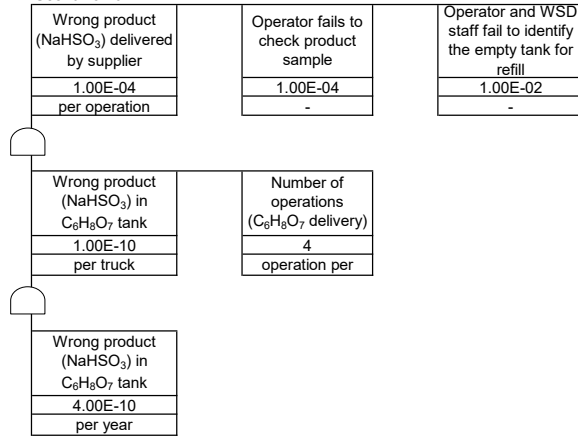 Wrong product
(NaHSO₃) delivered
by supplier
1.00E-04
per operation
Operator fails to
check product
sample
1.00E-04
-
Operator and WSD
staff fail to identify
the empty tank for
refill
1.00E-02
-
Wrong product
(NaHSO₃) in
C₆H₈O₇ tank
1.00E-10
per truck
Number of
operations
(C₆H₈O₇ delivery)
4
operation per
Wrong product
(NaHSO₃) in
C₆H₈O₇ tank
4.00E-10
per year